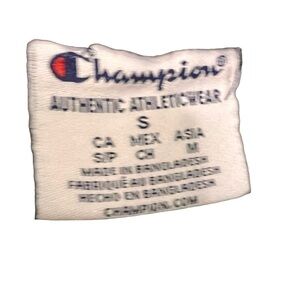 Champion®
AUTHENTIC ATHLETICWEAR
S
CA MEX ASIA
S/P CH M
MADE IN BANGLADESH
FABRIQUÉ AU BANGLADESH
HECHO EN BANGLADESH
CHAMPION.COM